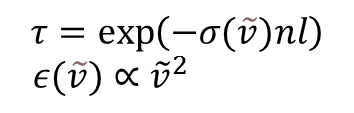 τ = exp(−σ(ṽ)nl)
ϵ(ṽ) ∝ ṽ²